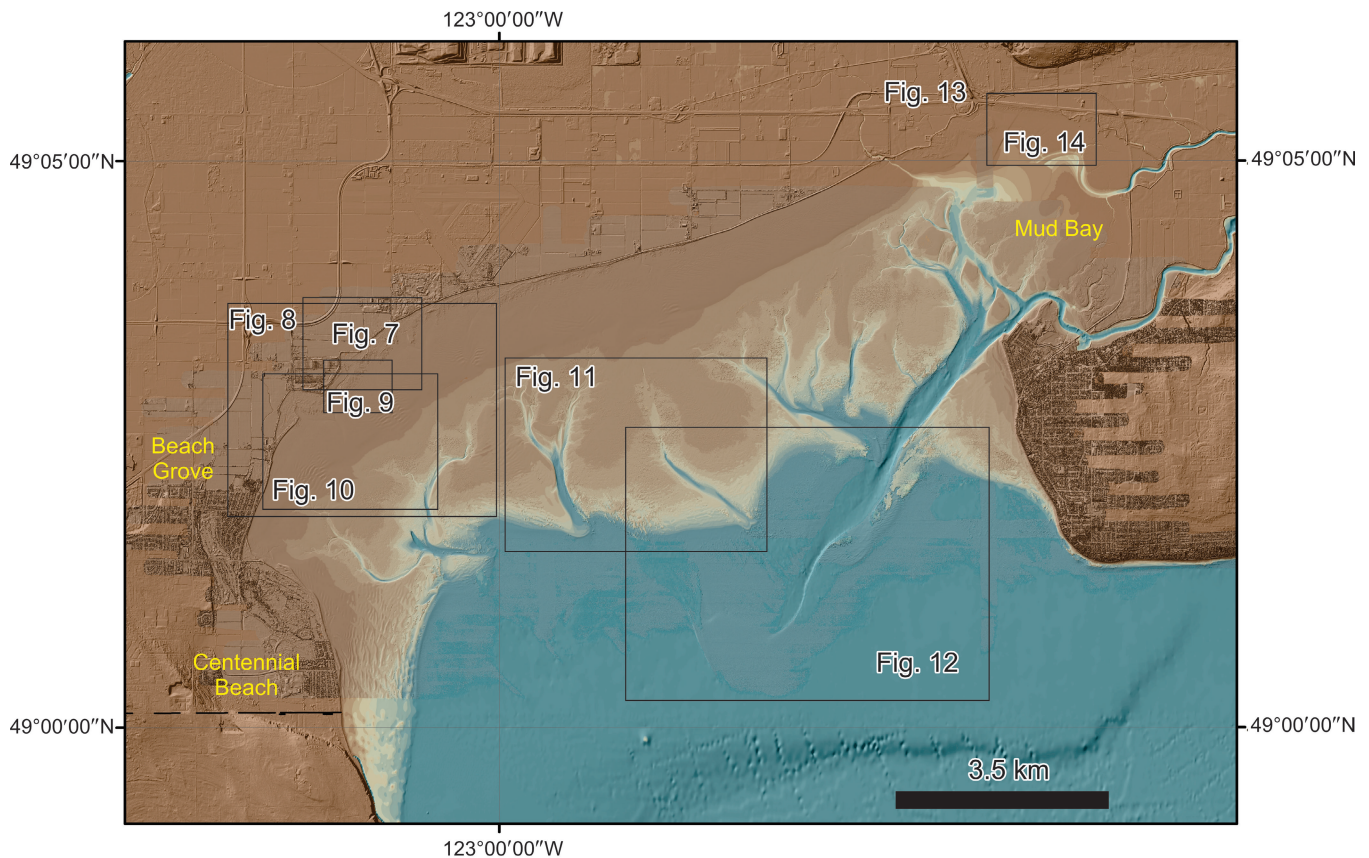 123°00′00″W
Fig. 13
Fig. 14
49°05′00″N
49°05′00″N
Mud Bay
Fig. 8
Fig. 7
Fig. 11
Fig. 9
Beach
Grove
Fig. 10
Fig. 12
Centennial
Beach
49°00′00″N
49°00′00″N
3.5 km
123°00′00″W